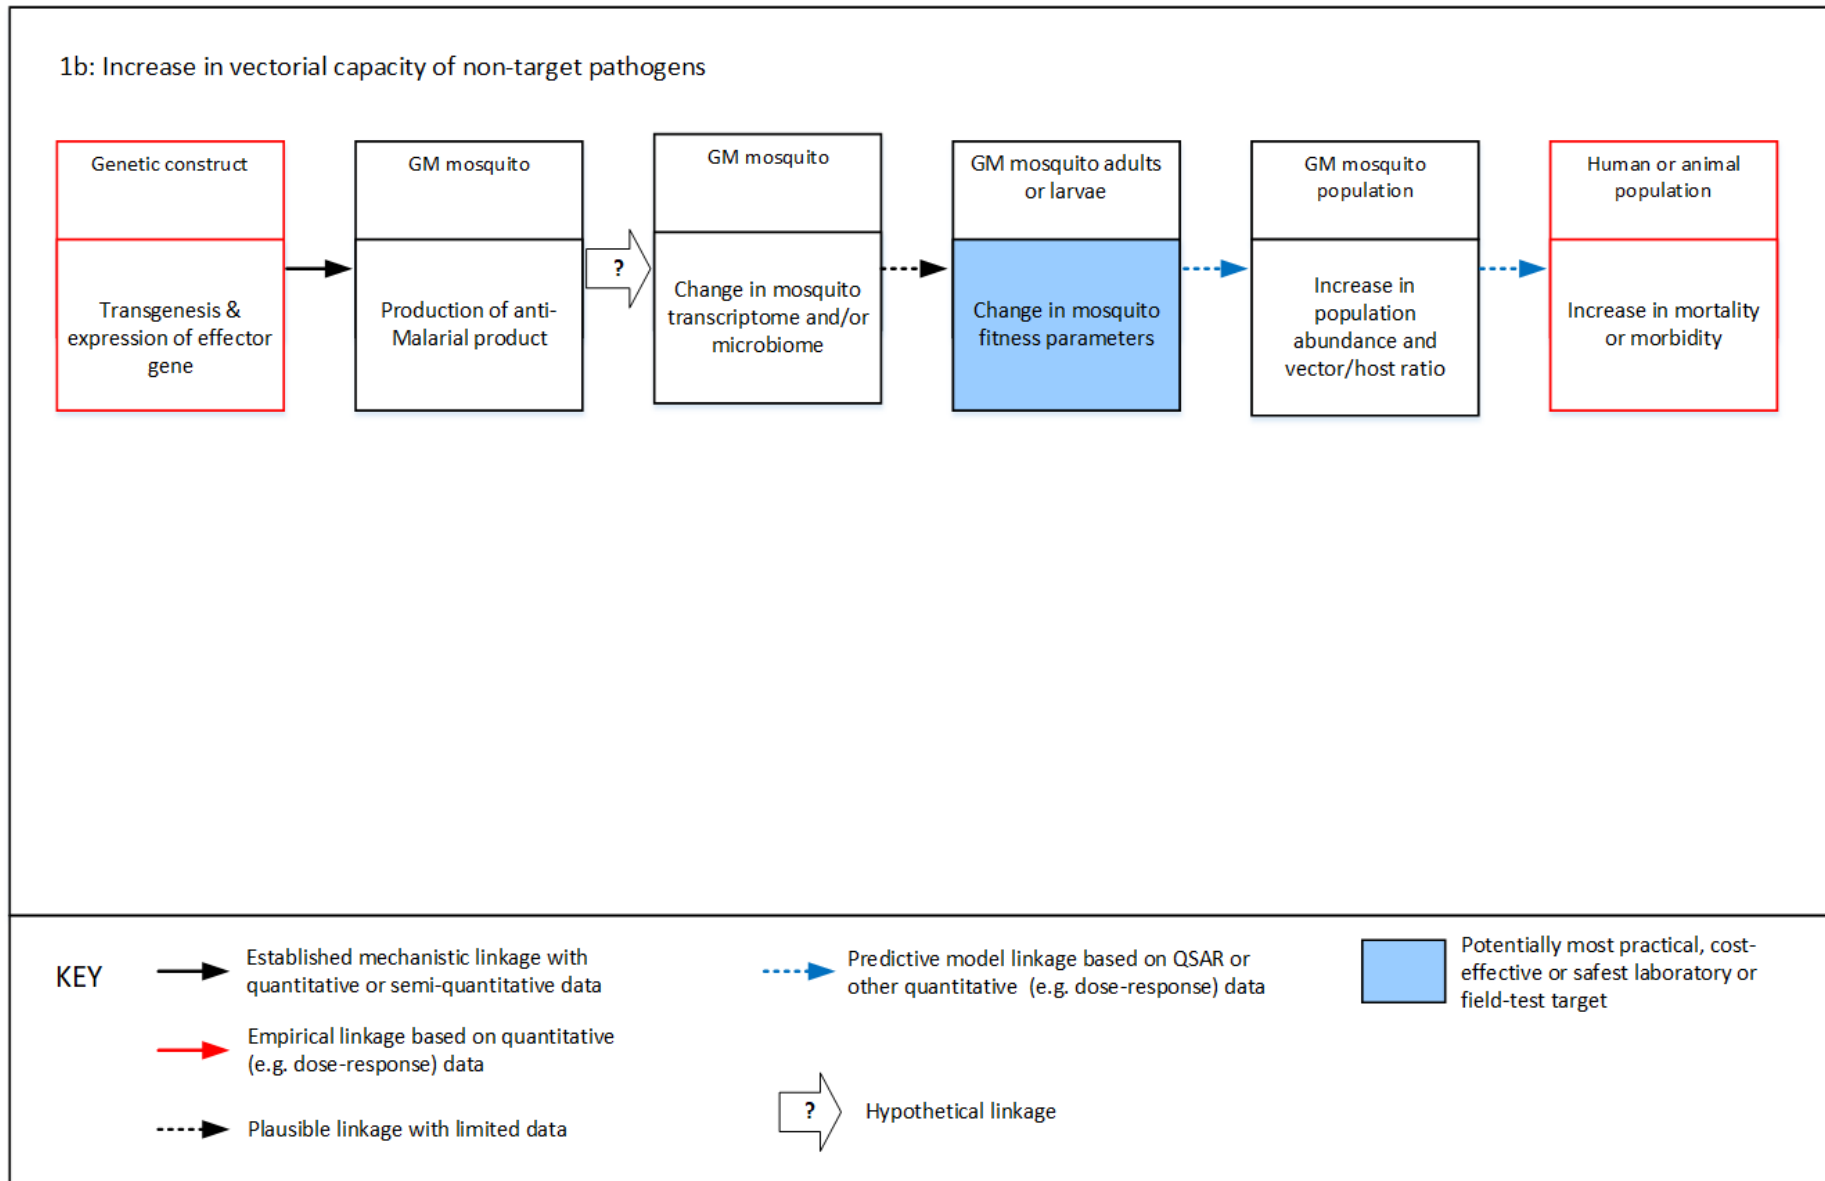 1b: Increase in vectorial capacity of non-target pathogens
Genetic construct
Transgenesis &
expression of effector
gene
GM mosquito
Production of anti-
Malarial product
?
GM mosquito
Change in mosquito
transcriptome and/or
microbiome
GM mosquito adults
or larvae
Change in mosquito
fitness parameters
GM mosquito
population
Increase in
population
abundance and
vector/host ratio
Human or animal
population
Increase in mortality
or morbidity
KEY
Established mechanistic linkage with
quantitative or semi-quantitative data
Empirical linkage based on quantitative
(e.g. dose-response) data
Plausible linkage with limited data
Predictive model linkage based on QSAR or
other quantitative (e.g. dose-response) data
?
Hypothetical linkage
Potentially most practical, cost-
effective or safest laboratory or
field-test target